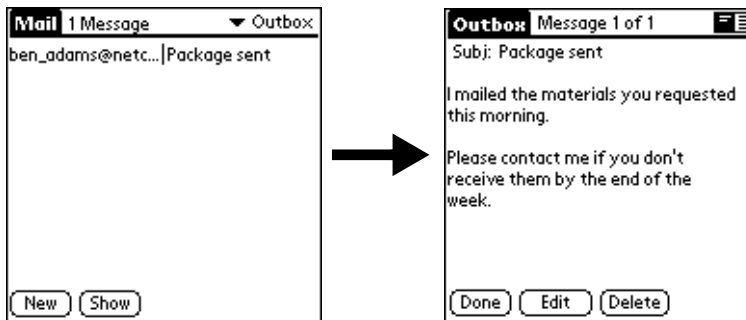 Mail 1 Message Outbox
ben_adams@netc... Package sent
New Show
Outbox Message 1 of 1
Subj: Package sent
I mailed the materials you requested
this morning.
Please contact me if you don't
receive them by the end of the
week.
Done Edit Delete